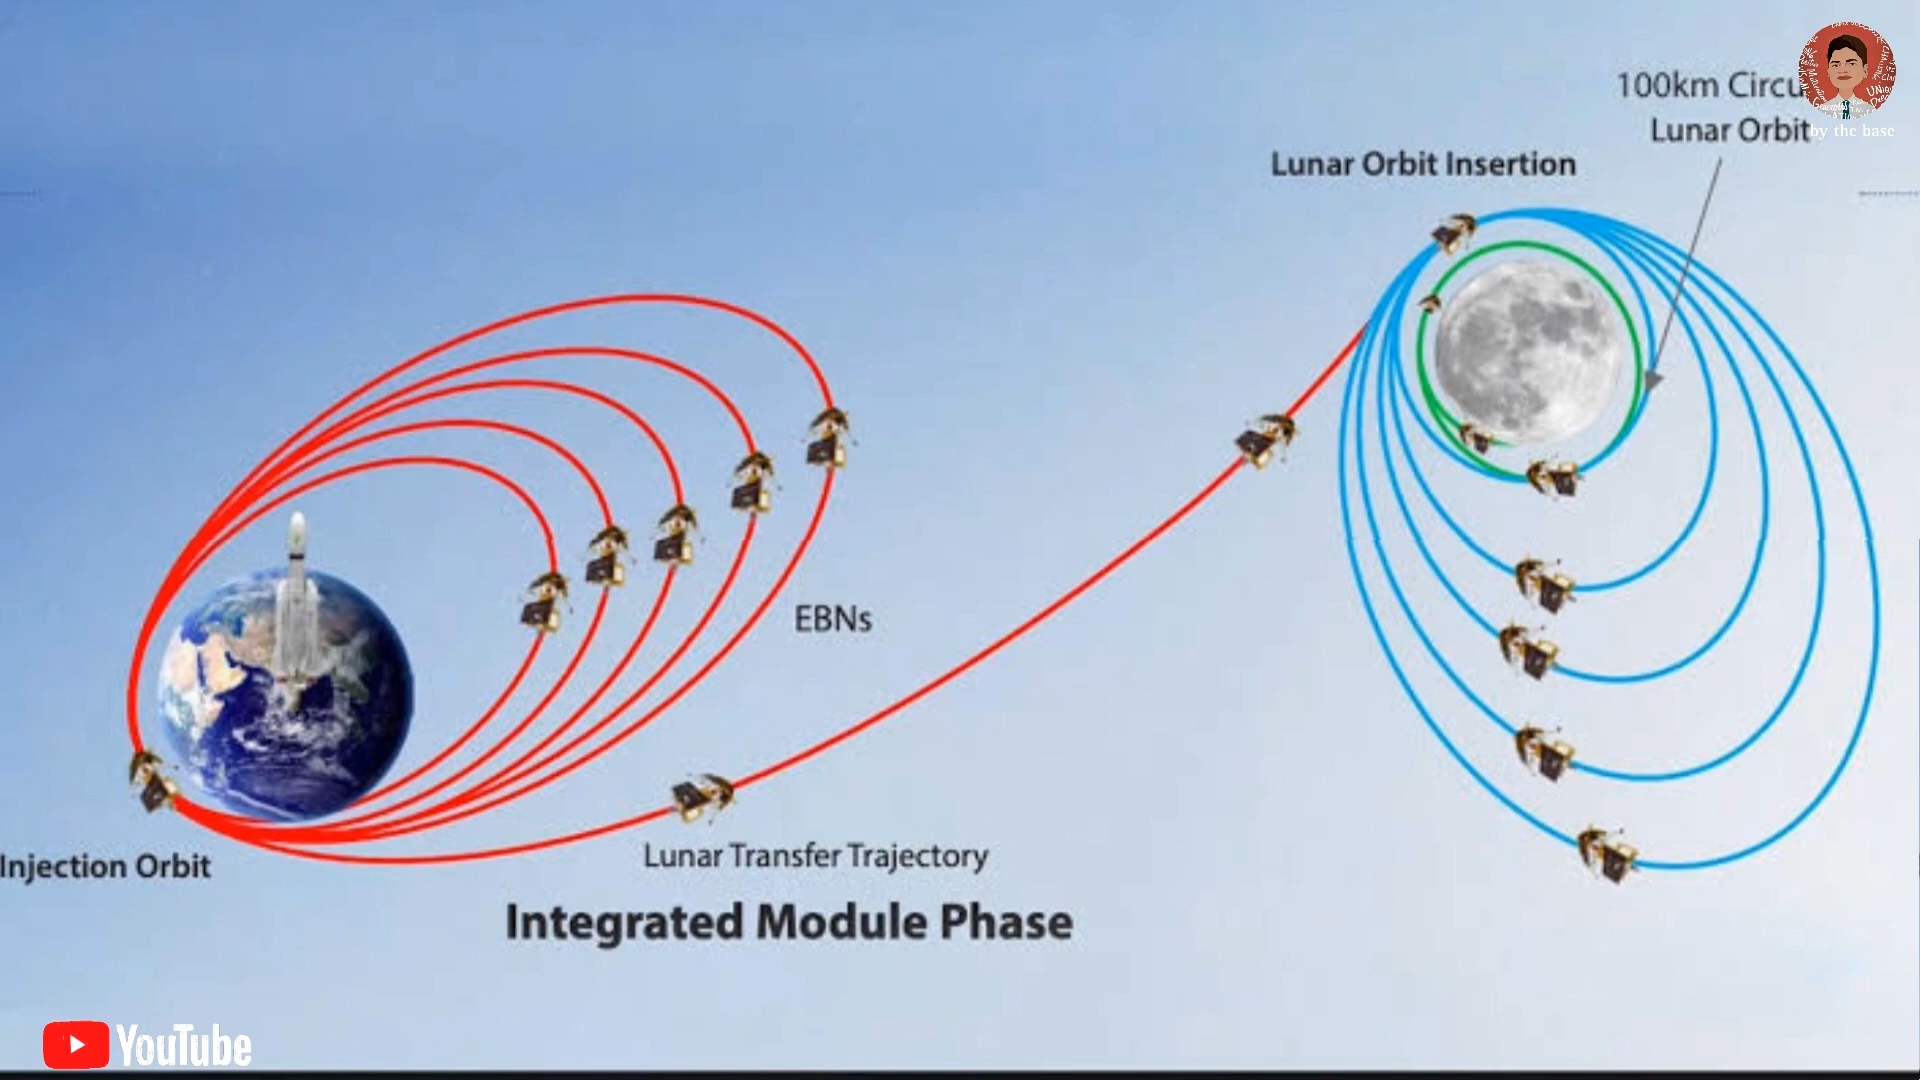 100km Circu
Lunar Orbit
by the base
Lunar Orbit Insertion
EBNs
Injection Orbit
Lunar Transfer Trajectory
Integrated Module Phase
YouTube